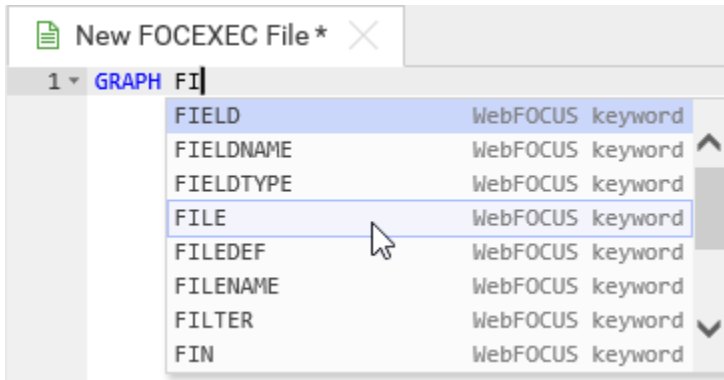 New FOCEXEC File *
1 GRAPH FI
FIELD WebFOCUS keyword
FIELDNAME WebFOCUS keyword
FIELDTYPE WebFOCUS keyword
FILE WebFOCUS keyword
FILEDEF WebFOCUS keyword
FILENAME WebFOCUS keyword
FILTER WebFOCUS keyword
FIN WebFOCUS keyword